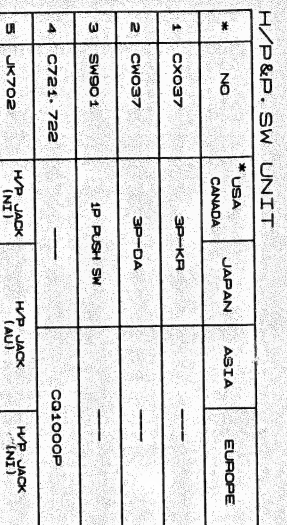 H/P&P. SW UNIT
* NO *USA CANADA JAPAN ASIA EUROPE
1 CX037 3P-KR ——
2 CW037 3P-DA ——
3 SW901 1P PUSH SW ——
4 C721. 722 —— CQ1000P
5 JK702 H/P JACK (NI) H/P JACK (AU) H/P JACK (NI)